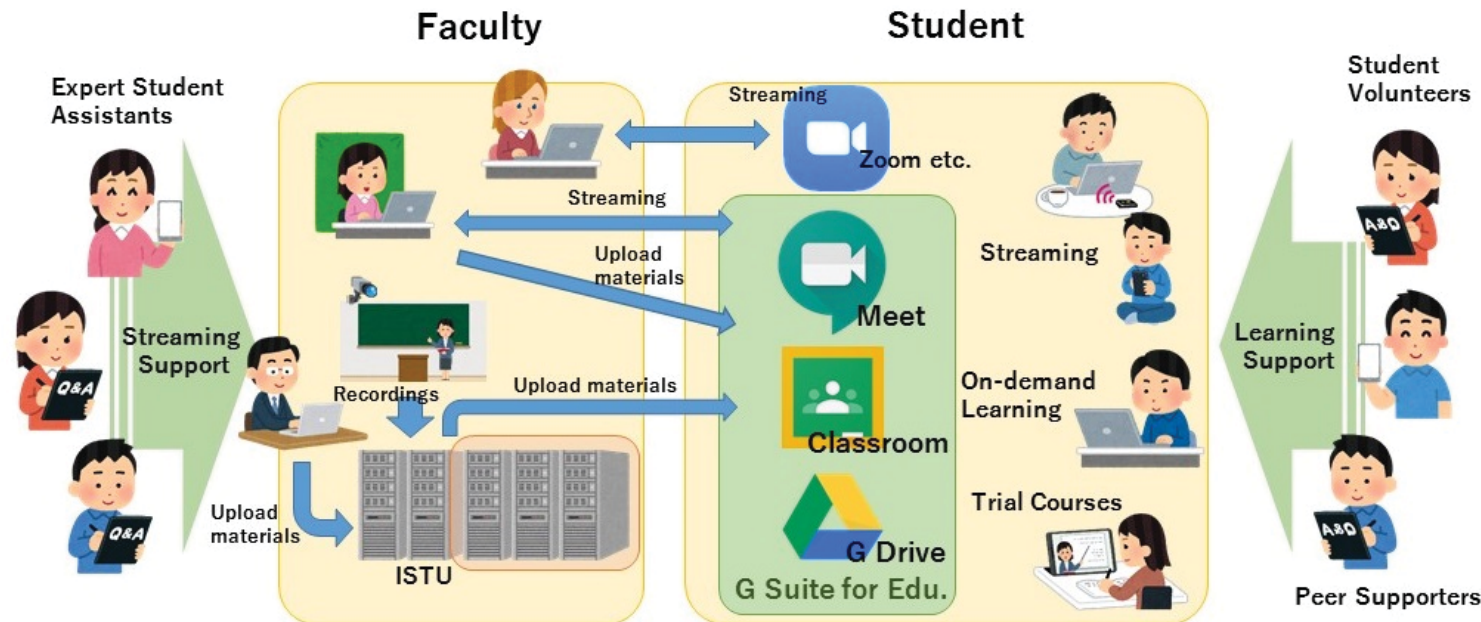 Faculty
Student
Expert Student
Assistants
Student
Volunteers
Streaming
Zoom etc.
Streaming
Upload
materials
Streaming
Meet
Streaming
Support
Learning
Support
Q&A
Q&A
A&Q
A&Q
Recordings
Upload materials
On-demand
Learning
Classroom
Upload
materials
ISTU
Trial Courses
G Drive
G Suite for Edu.
Peer Supporters